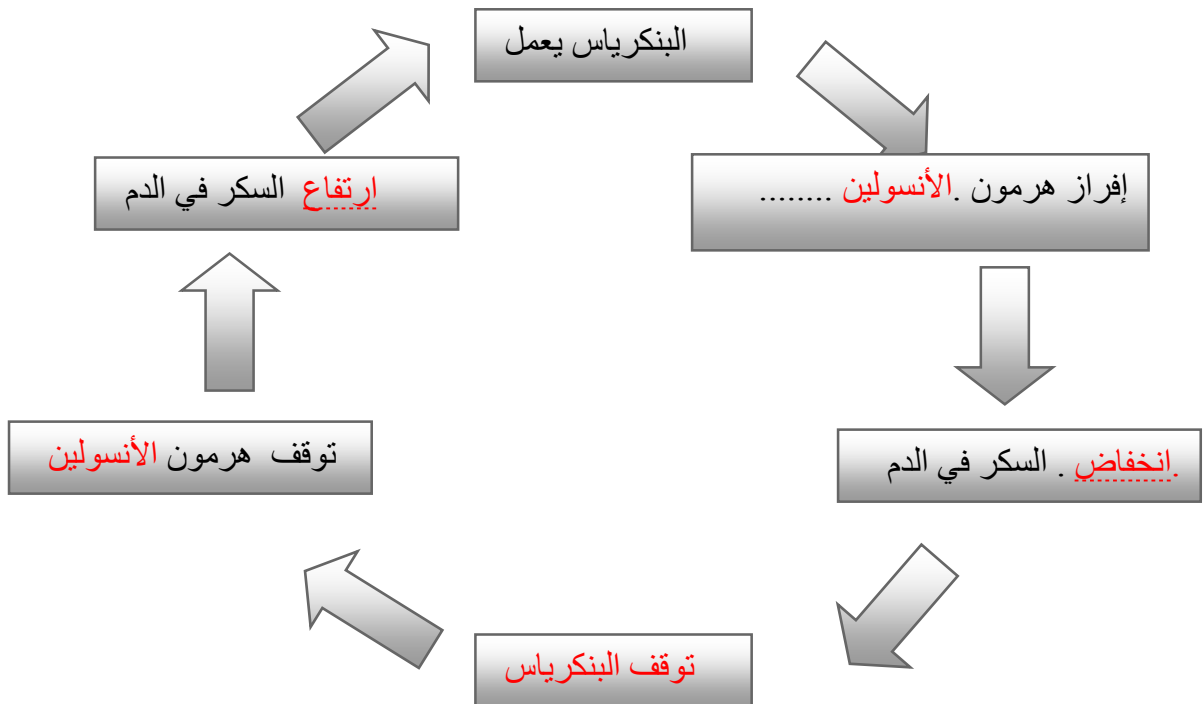 البنكرياس يعمل
إفراز هرمون .الأنسولين ........
.انخفاض . السكر في الدم
توقف البنكرياس
توقف هرمون الأنسولين
ارتفاع السكر في الدم